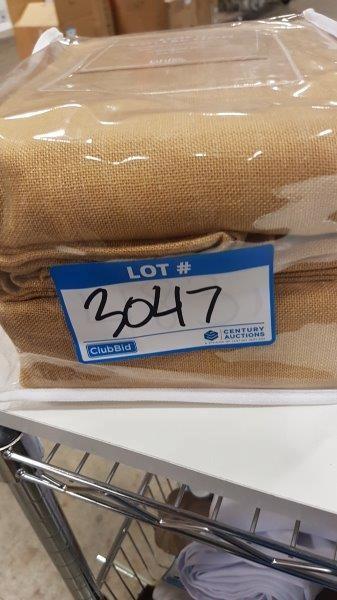 LOT #
3047
ClubBid
CENTURY
AUCTIONS